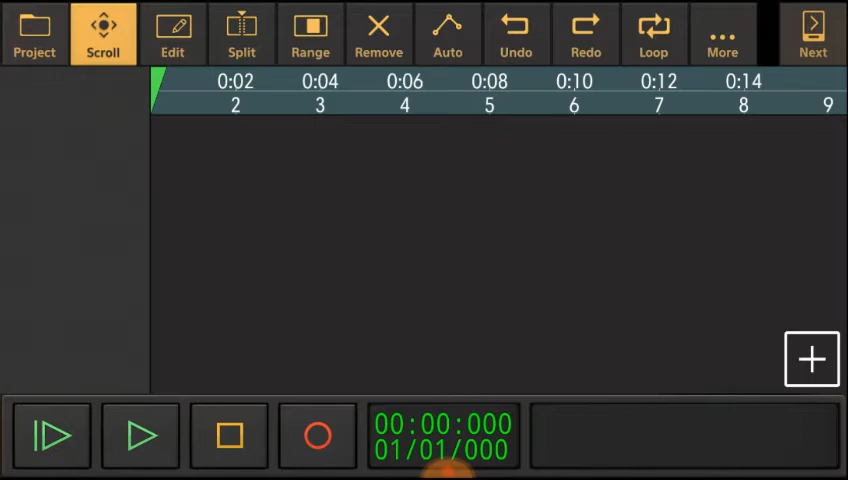 Project Scroll Edit Split Range Remove Auto Undo Redo Loop More Next
0:02 0:04 0:06 0:08 0:10 0:12 0:14
2 3 4 5 6 7 8 9
00:00:000
01/01/000